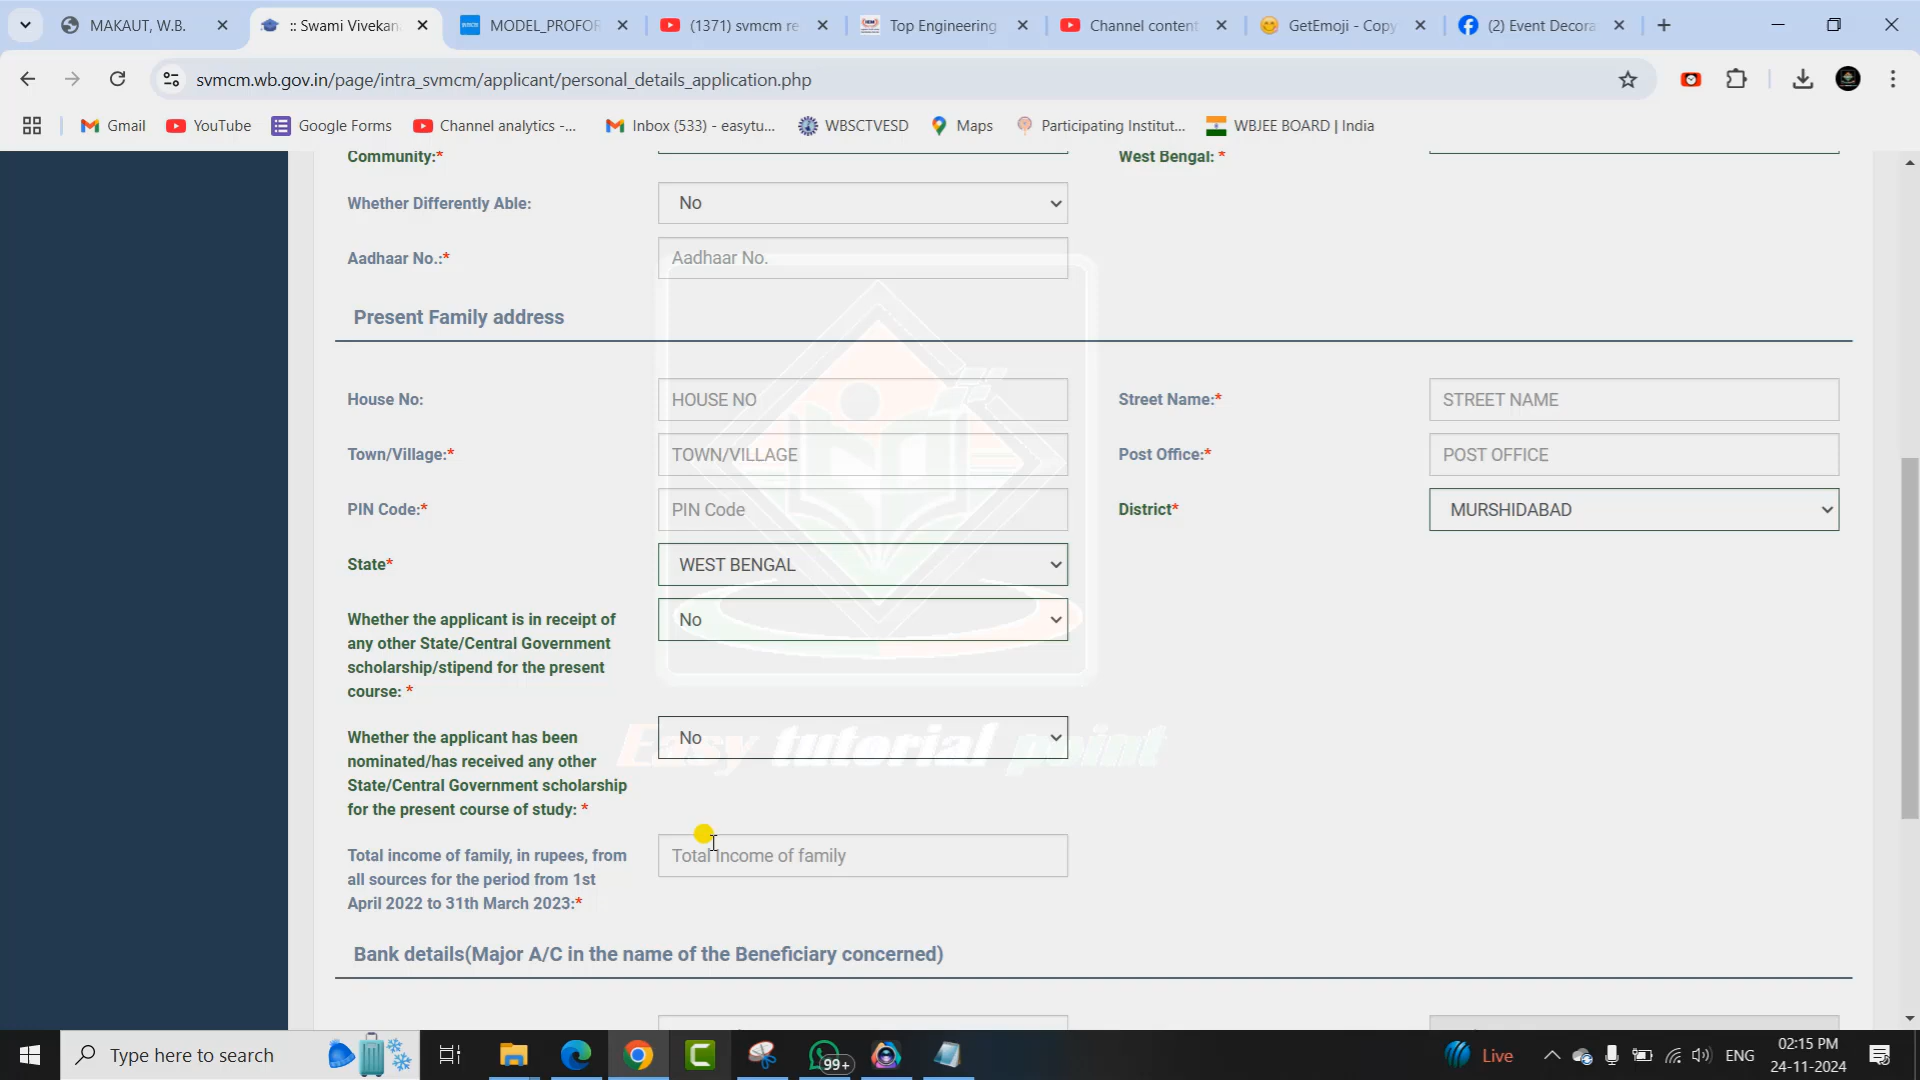 MAKAUT, W.B.
:: Swami Vivekan
MODEL_PROFOR
(1371) svmcm re
Top Engineering
Channel content
GetEmoji - Copy
(2) Event Decora
svmcm.wb.gov.in/page/intra_svmcm/applicant/personal_details_application.php
Gmail
YouTube
Google Forms
Channel analytics -...
Inbox (533) - easytu...
WBSCTVESD
Maps
Participating Institut...
WBJEE BOARD | India
Community:*
West Bengal: *
Whether Differently Able:
No
Aadhaar No.:*
Aadhaar No.
Present Family address
House No:
HOUSE NO
Street Name:*
STREET NAME
Town/Village:*
TOWN/VILLAGE
Post Office:*
POST OFFICE
PIN Code:*
PIN Code
District*
MURSHIDABAD
State*
WEST BENGAL
Whether the applicant is in receipt of
any other State/Central Government
scholarship/stipend for the present
course: *
No
Whether the applicant has been
nominated/has received any other
State/Central Government scholarship
for the present course of study: *
No
Easy tutorial point
Total income of family, in rupees, from
all sources for the period from 1st
April 2022 to 31th March 2023:*
Total Income of family
Bank details(Major A/C in the name of the Beneficiary concerned)
Type here to search
99+
Live
ENG
02:15 PM
24-11-2024